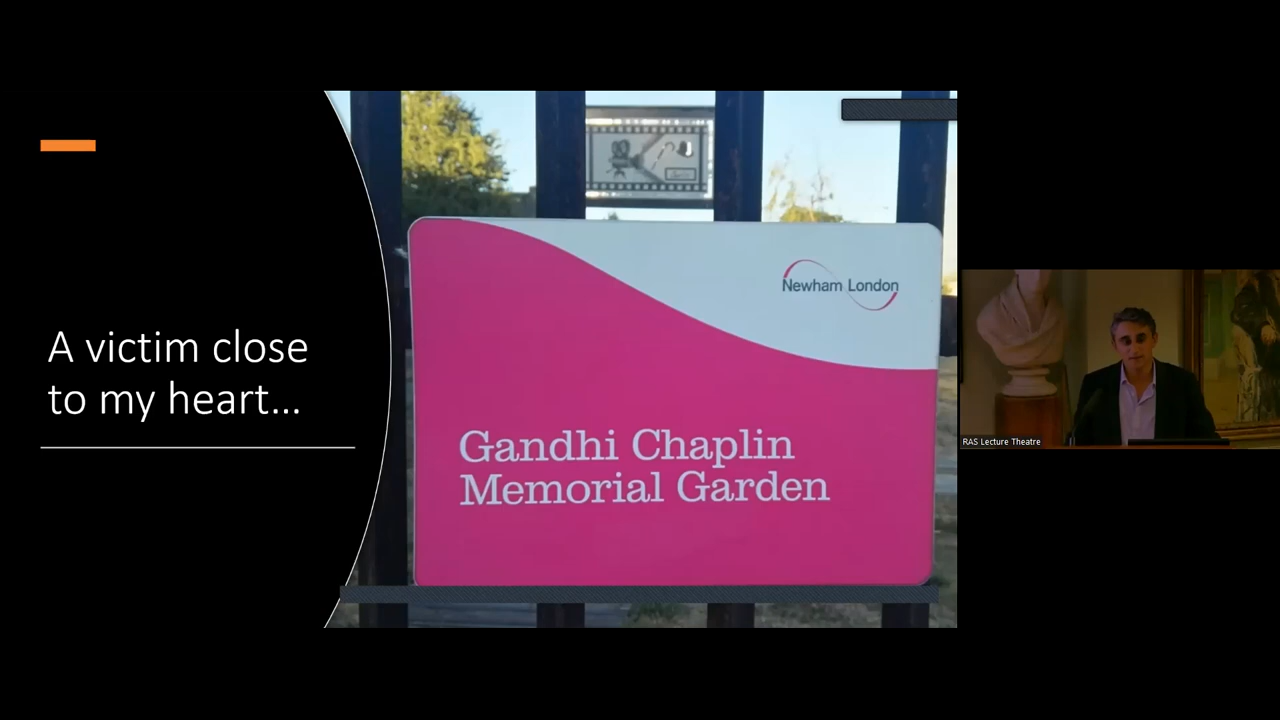 A victim close
to my heart...
Newham London
Gandhi Chaplin
Memorial Garden
RAS Lecture Theatre